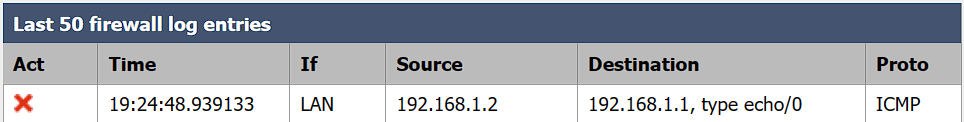 Last 50 firewall log entries
Act Time If Source Destination Proto
19:24:48.939133 LAN 192.168.1.2 192.168.1.1, type echo/0 ICMP